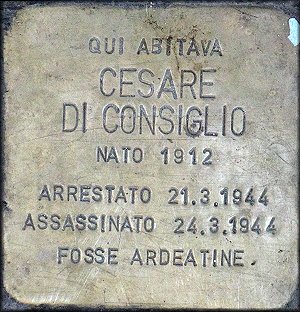 QUI ABITAVA
CESARE
DI CONSIGLIO
NATO 1912
ARRESTATO 21.3.1944
ASSASSINATO 24.3.1944
FOSSE ARDEATINE.